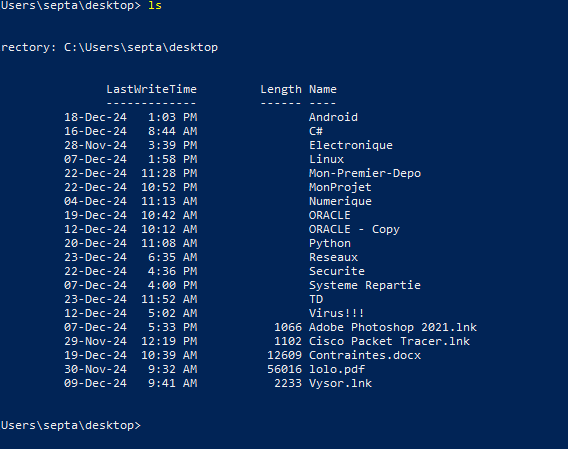 Users\septa\desktop> ls
rectory: C:\Users\septa\desktop
LastWriteTime Length Name
------------- ------ ----
18-Dec-24 1:03 PM Android
16-Dec-24 8:44 AM C#
28-Nov-24 3:39 PM Electronique
07-Dec-24 1:58 PM Linux
22-Dec-24 11:28 PM Mon-Premier-Depo
22-Dec-24 10:52 PM MonProjet
04-Dec-24 11:13 AM Numerique
19-Dec-24 10:42 AM ORACLE
12-Dec-24 10:12 AM ORACLE - Copy
20-Dec-24 11:08 AM Python
23-Dec-24 6:35 AM Reseaux
22-Dec-24 4:36 PM Securite
07-Dec-24 4:00 PM Systeme Repartie
23-Dec-24 11:52 AM TD
12-Dec-24 5:02 AM Virus!!!
07-Dec-24 5:33 PM 1066 Adobe Photoshop 2021.lnk
29-Nov-24 12:19 PM 1102 Cisco Packet Tracer.lnk
19-Dec-24 10:39 AM 12609 Contraintes.docx
30-Nov-24 9:32 AM 56016 lolo.pdf
09-Dec-24 9:41 AM 2233 Vysor.lnk
Users\septa\desktop>